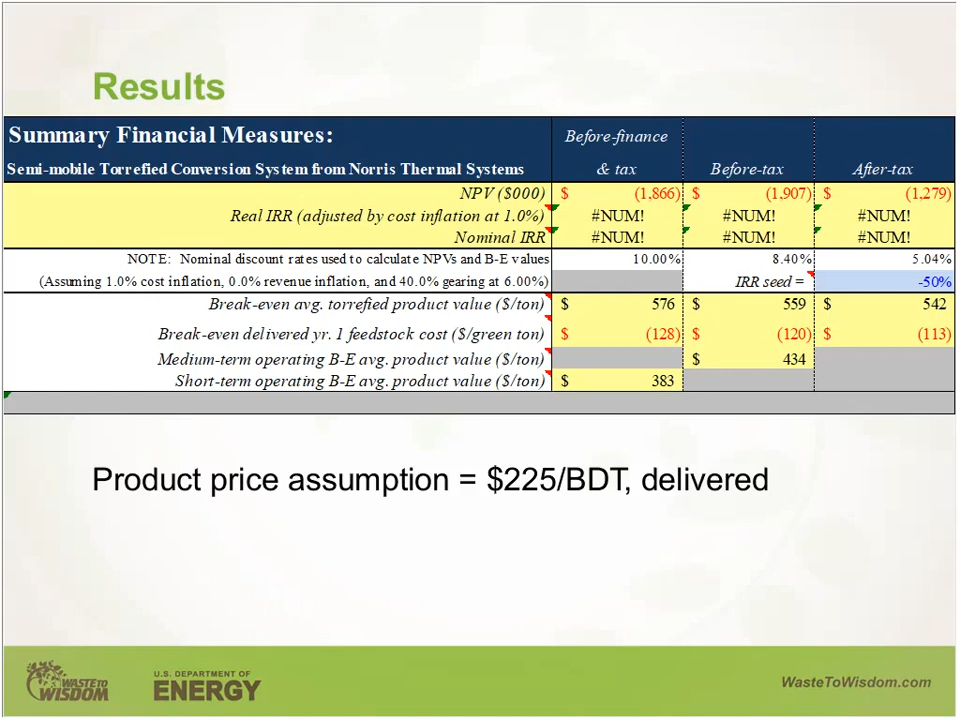 Results
Summary Financial Measures: Before-finance
Semi-mobile Torrefied Conversion System from Norris Thermal Systems & tax Before-tax After-tax
NPV ($000) $ (1,866) $ (1,907) $ (1,279)
Real IRR (adjusted by cost inflation at 1.0%) #NUM! #NUM! #NUM!
Nominal IRR #NUM! #NUM! #NUM!
NOTE: Nominal discount rates used to calculate NPVs and B-E values 10.00% 8.40% 5.04%
(Assuming 1.0% cost inflation, 0.0% revenue inflation, and 40.0% gearing at 6.00%) IRR seed = -50%
Break-even avg. torrefied product value ($/ton) $ 576 $ 559 $ 542
Break-even delivered yr. 1 feedstock cost ($/green ton) $ (128) $ (120) $ (113)
Medium-term operating B-E avg. product value ($/ton) $ 434
Short-term operating B-E avg. product value ($/ton) $ 383
Product price assumption = $225/BDT, delivered
WASTE TO
WISDOM
U.S. DEPARTMENT OF
ENERGY
WasteToWisdom.com